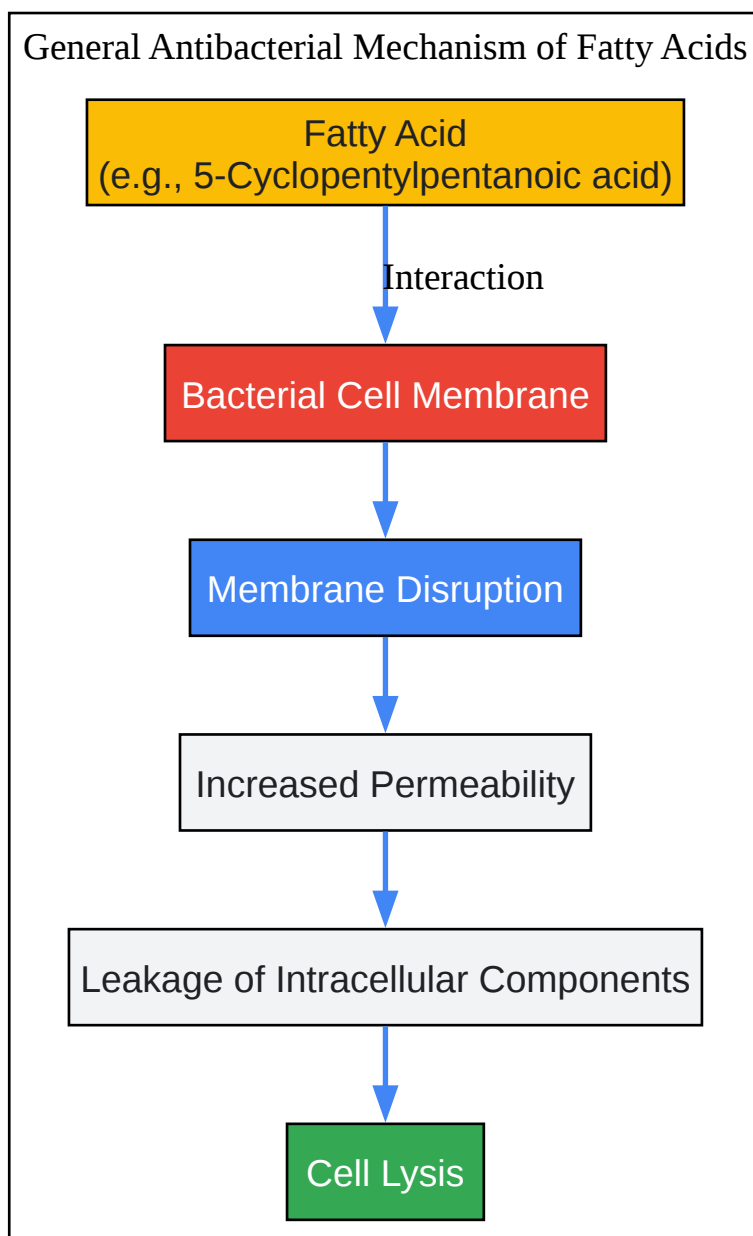 General Antibacterial Mechanism of Fatty Acids
Fatty Acid
(e.g., 5-Cyclopentylpentanoic acid)
Interaction
Bacterial Cell Membrane
Membrane Disruption
Increased Permeability
Leakage of Intracellular Components
Cell Lysis